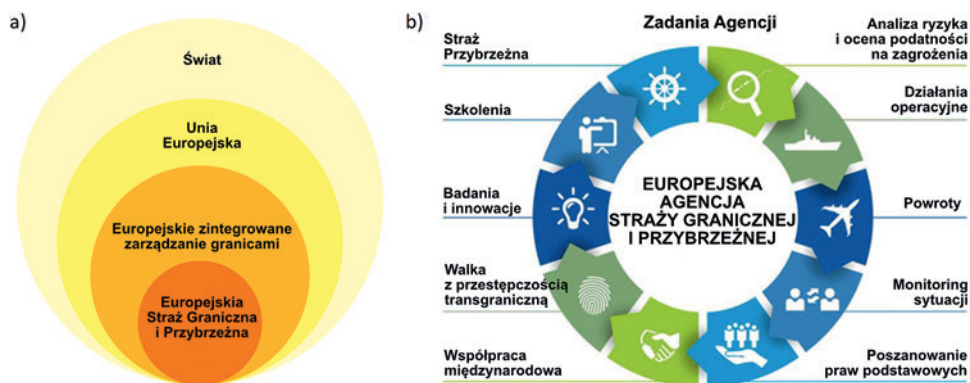 a)
Świat
Unia
Europejska
Europejskie zintegrowane
zarządzanie granicami
Europejskia
Straż Graniczna
i Przybrzeżna
b)
Zadania Agencji
Straż
Przybrzeżna
Szkolenia
Badania
i innowacje
Walka
z przestępczością
transgraniczną
Współpraca
międzynarodowa
EUROPEJSKA
AGENCJA
STRAŻY GRANICZNEJ
I PRZYBRZEŻNEJ
Analiza ryzyka
i ocena podatności
na zagrożenia
Działania
operacyjne
Powroty
Monitoring
sytuacji
Poszanowanie
praw podstawowych